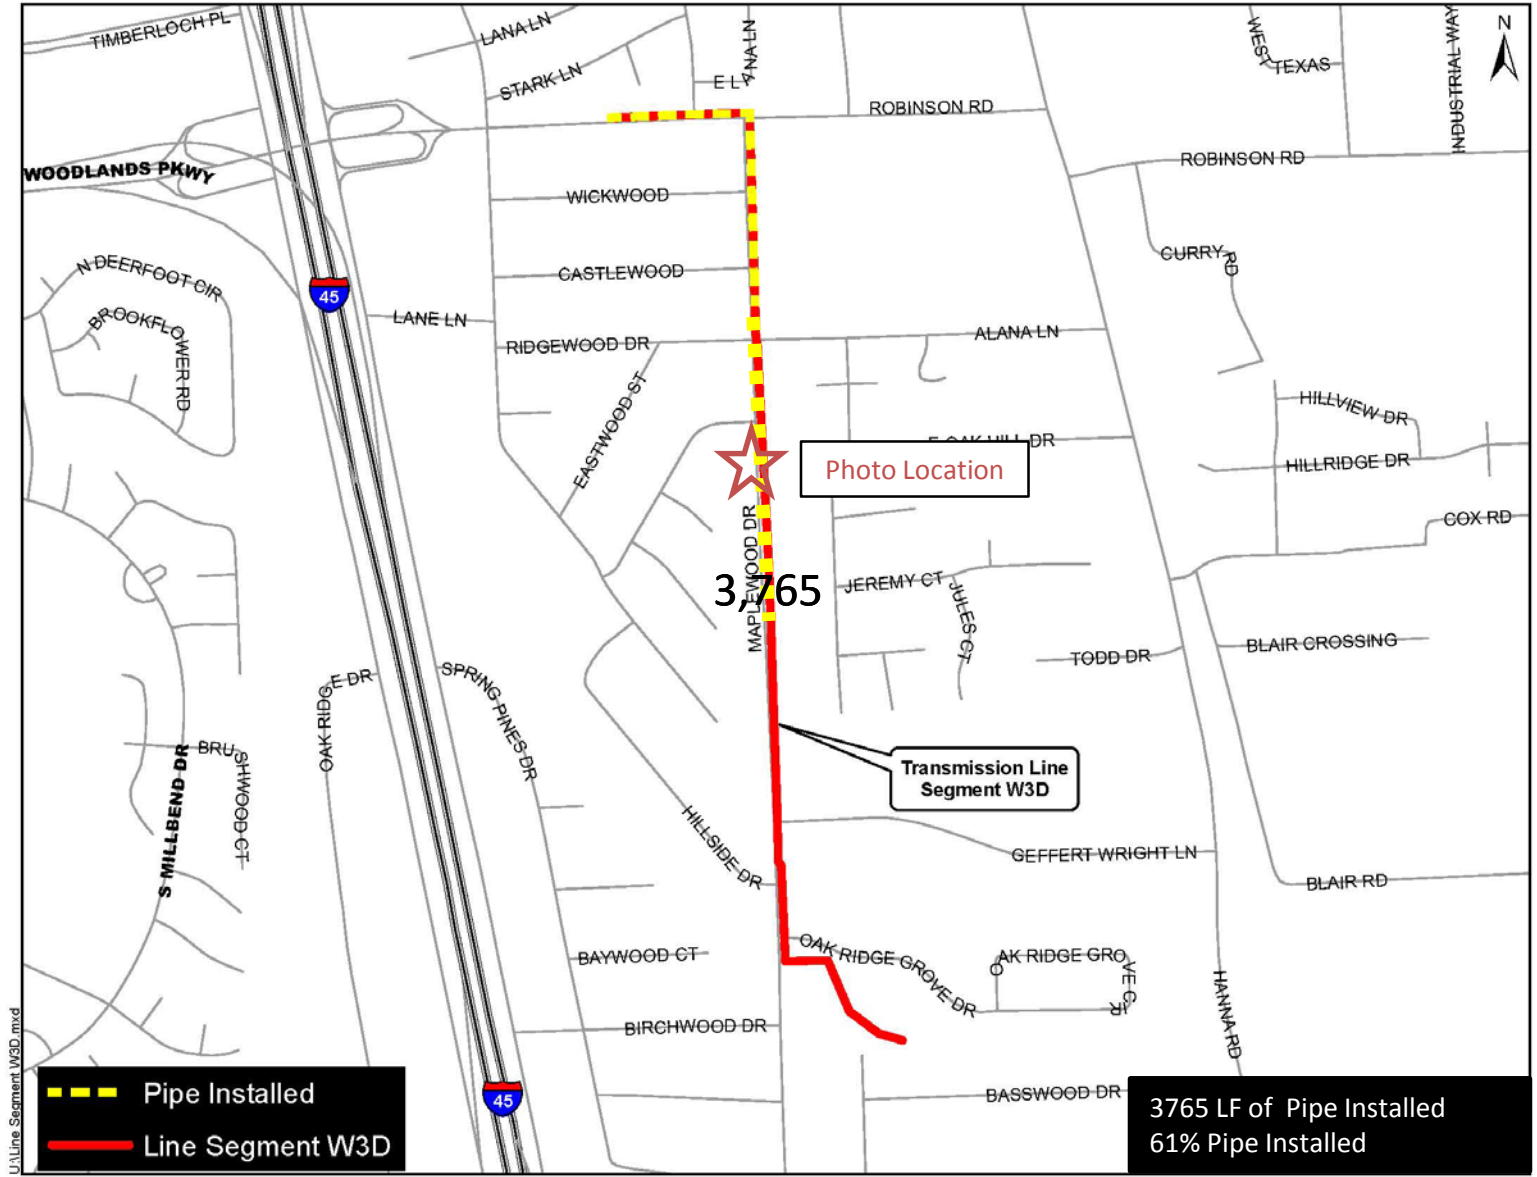 TIMBERLOCH PL
LANA LN
STARK LN
NA LN
E L
WEST
TEXAS
INDUSTRIAL WAY
N
ROBINSON RD
ROBINSON RD
WOODLANDS PKWY
WICKWOOD
CASTLEWOOD
CURRY RD
N DEERFOOT CIR
BROOKFLOWER RD
45
LANE LN
RIDGEWOOD DR
ALANA LN
EASTWOOD ST
HILLVIEW DR
E OAK HILL DR
Photo Location
HILLRIDGE DR
COX RD
MAPLEWOOD DR
3,765
JEREMY CT
JULES CT
TODD DR
BLAIR CROSSING
OAK RIDGE DR
SPRING PINES DR
BRUSHWOOD CT
S MILLBEND DR
Transmission Line
Segment W3D
HILLSIDE DR
GEFFERT WRIGHT LN
BLAIR RD
OAK RIDGE GROVE DR
OAK RIDGE GROVE CIR
BAYWOOD CT
BIRCHWOOD DR
HANNA RD
BASSWOOD DR
45
U:\Line Segment W3D.mxd
Pipe Installed
Line Segment W3D
3765 LF of  Pipe Installed
61% Pipe Installed